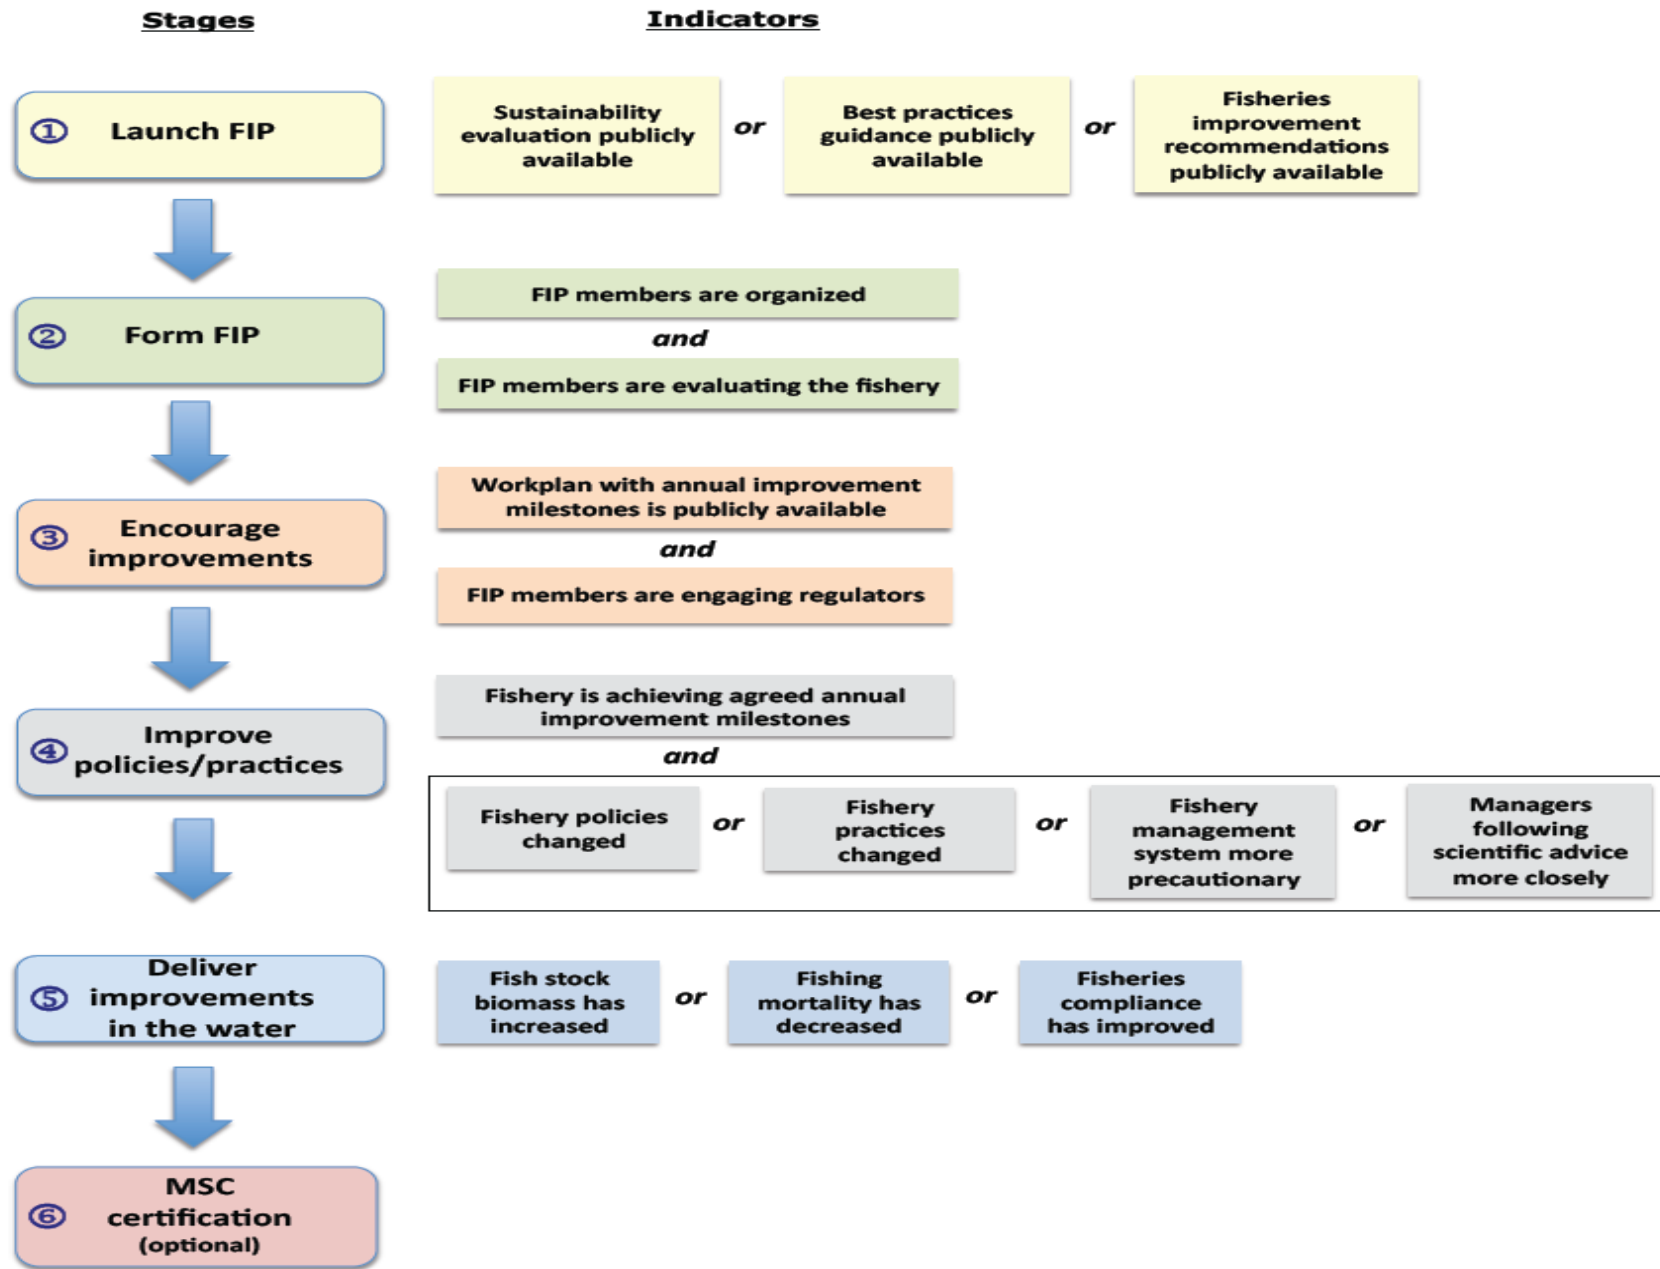 Stages
Indicators
① Launch FIP
Sustainability
evaluation publicly
available
or
Best practices
guidance publicly
available
or
Fisheries
improvement
recommendations
publicly available
② Form FIP
FIP members are organized
and
FIP members are evaluating the fishery
③ Encourage
improvements
Workplan with annual improvement
milestones is publicly available
and
FIP members are engaging regulators
④ Improve
policies/practices
Fishery is achieving agreed annual
improvement milestones
and
Fishery policies
changed
or
Fishery
practices
changed
or
Fishery
management
system more
precautionary
or
Managers
following
scientific advice
more closely
⑤ Deliver
improvements
in the water
Fish stock
biomass has
increased
or
Fishing
mortality has
decreased
or
Fisheries
compliance
has improved
⑥ MSC
certification
(optional)